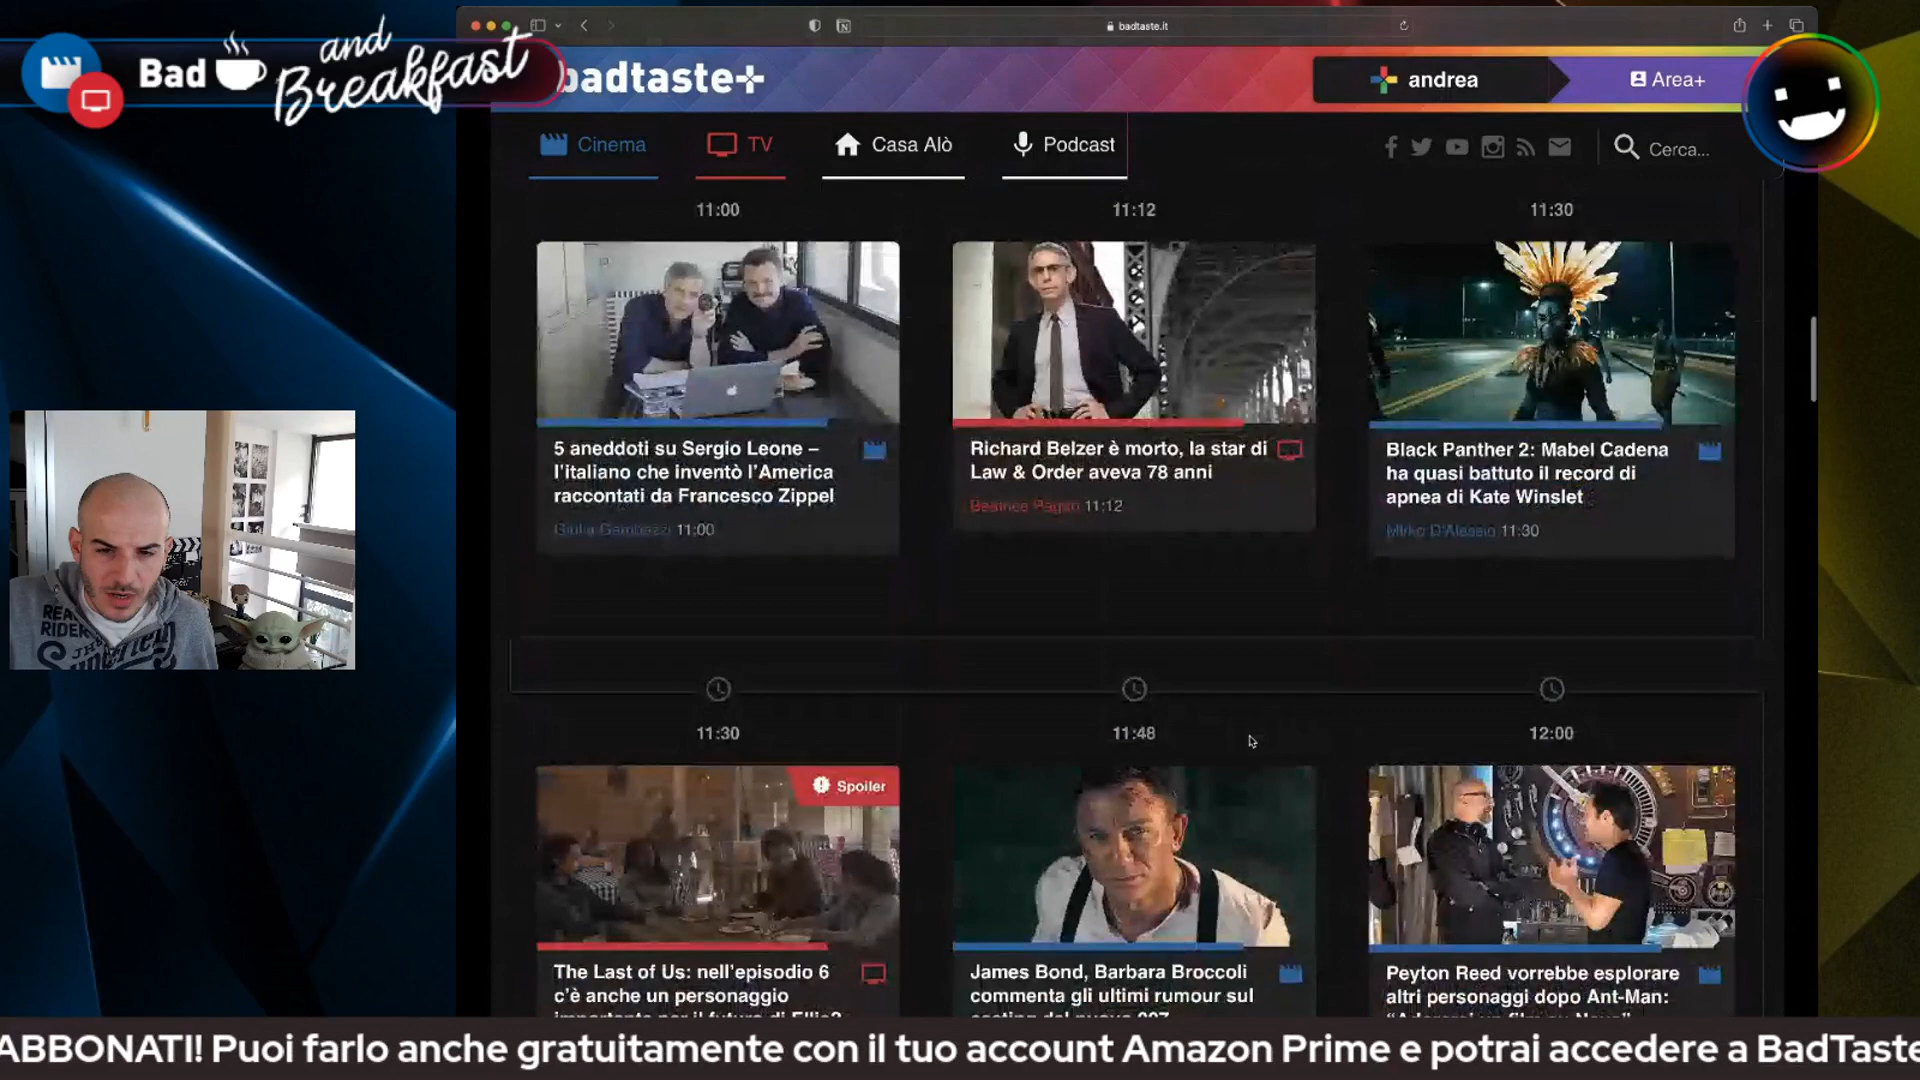 Bad and Breakfast
badtaste.it
badtaste+
andrea
Area+
Cinema
TV
Casa Alò
Podcast
Cerca...
11:00
11:12
11:30
5 aneddoti su Sergio Leone –
l'italiano che inventò l'America
raccontati da Francesco Zippel
11:00
Richard Belzer è morto, la star di
Law & Order aveva 78 anni
Beatrice Pagan 11:12
Black Panther 2: Mabel Cadena
ha quasi battuto il record di
apnea di Kate Winslet
Mirko D'Alessio 11:30
11:30
11:48
12:00
Spoiler
The Last of Us: nell'episodio 6
c'è anche un personaggio
James Bond, Barbara Broccoli
commenta gli ultimi rumour sul
Peyton Reed vorrebbe esplorare
altri personaggi dopo Ant-Man:
ABBONATI! Puoi farlo anche gratuitamente con il tuo account Amazon Prime e potrai accedere a BadTaste